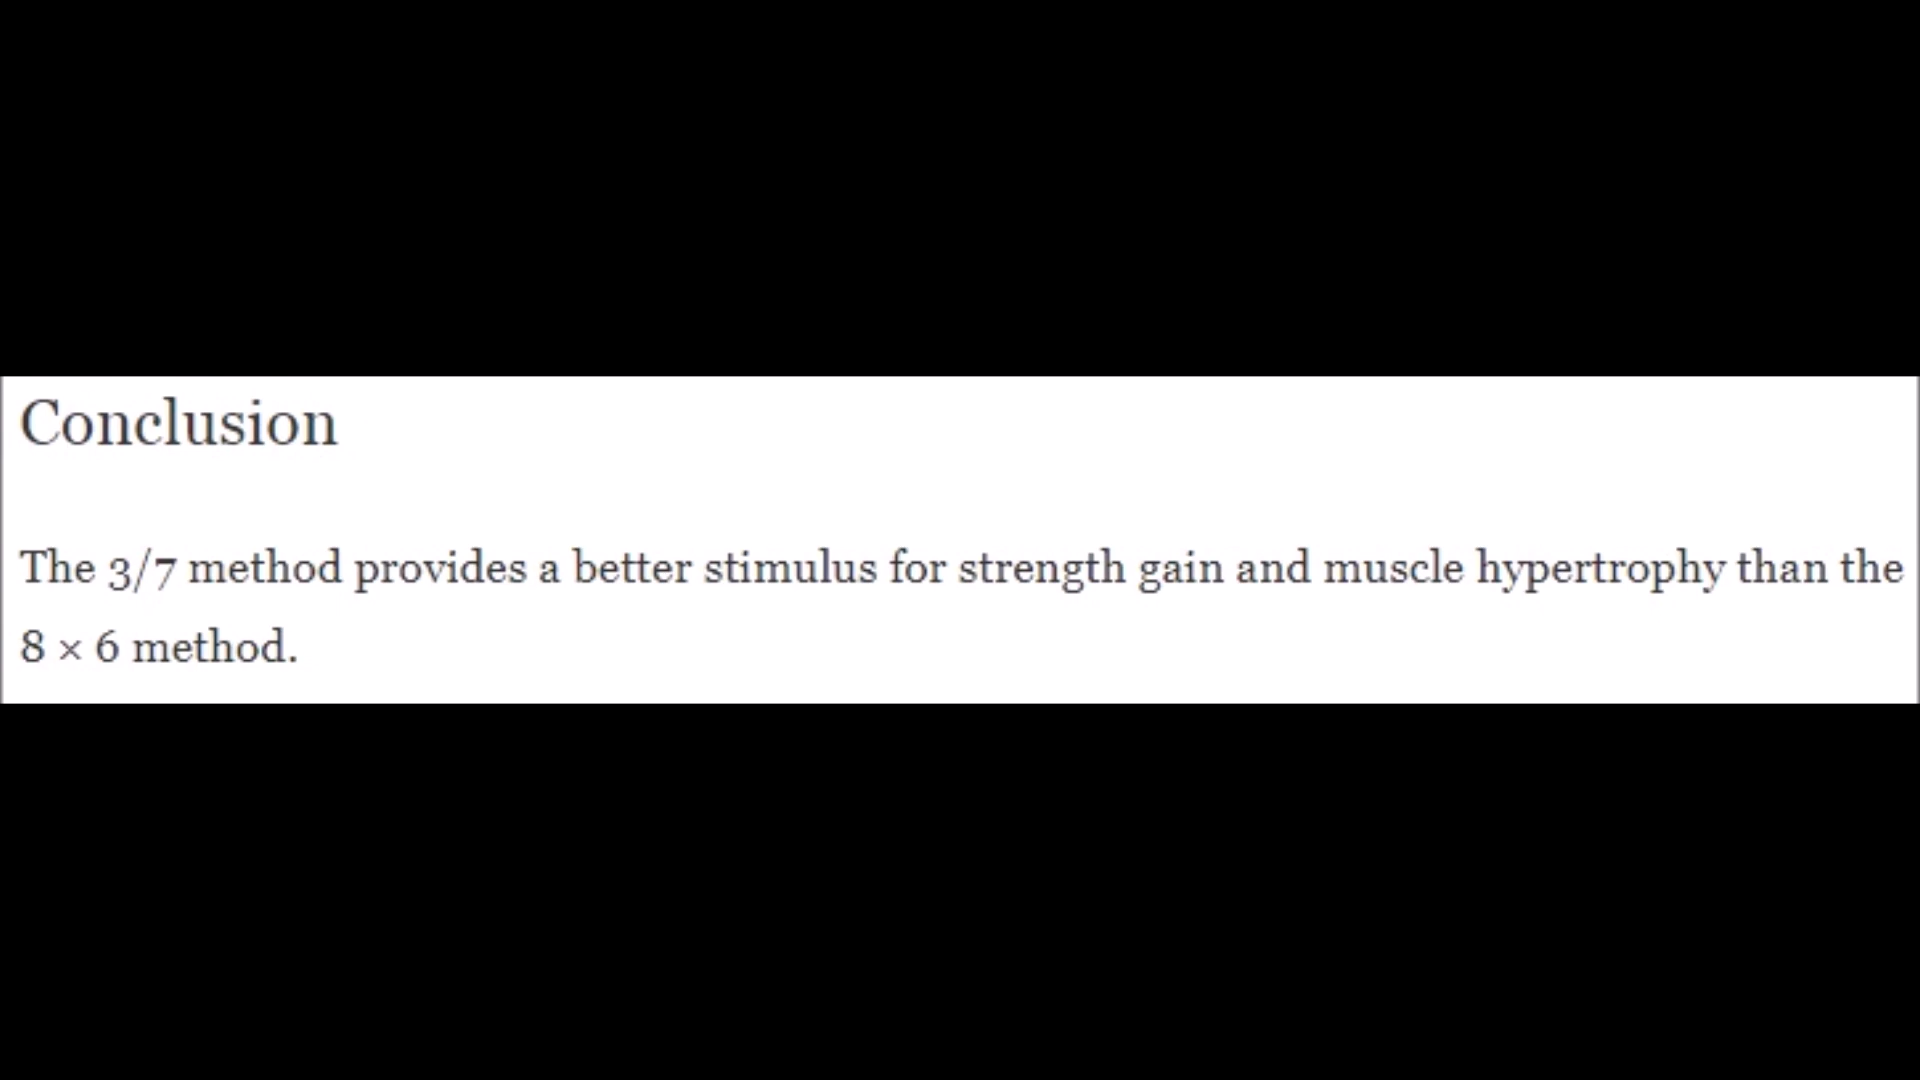 Conclusion
The 3/7 method provides a better stimulus for strength gain and muscle hypertrophy than the
8 × 6 method.